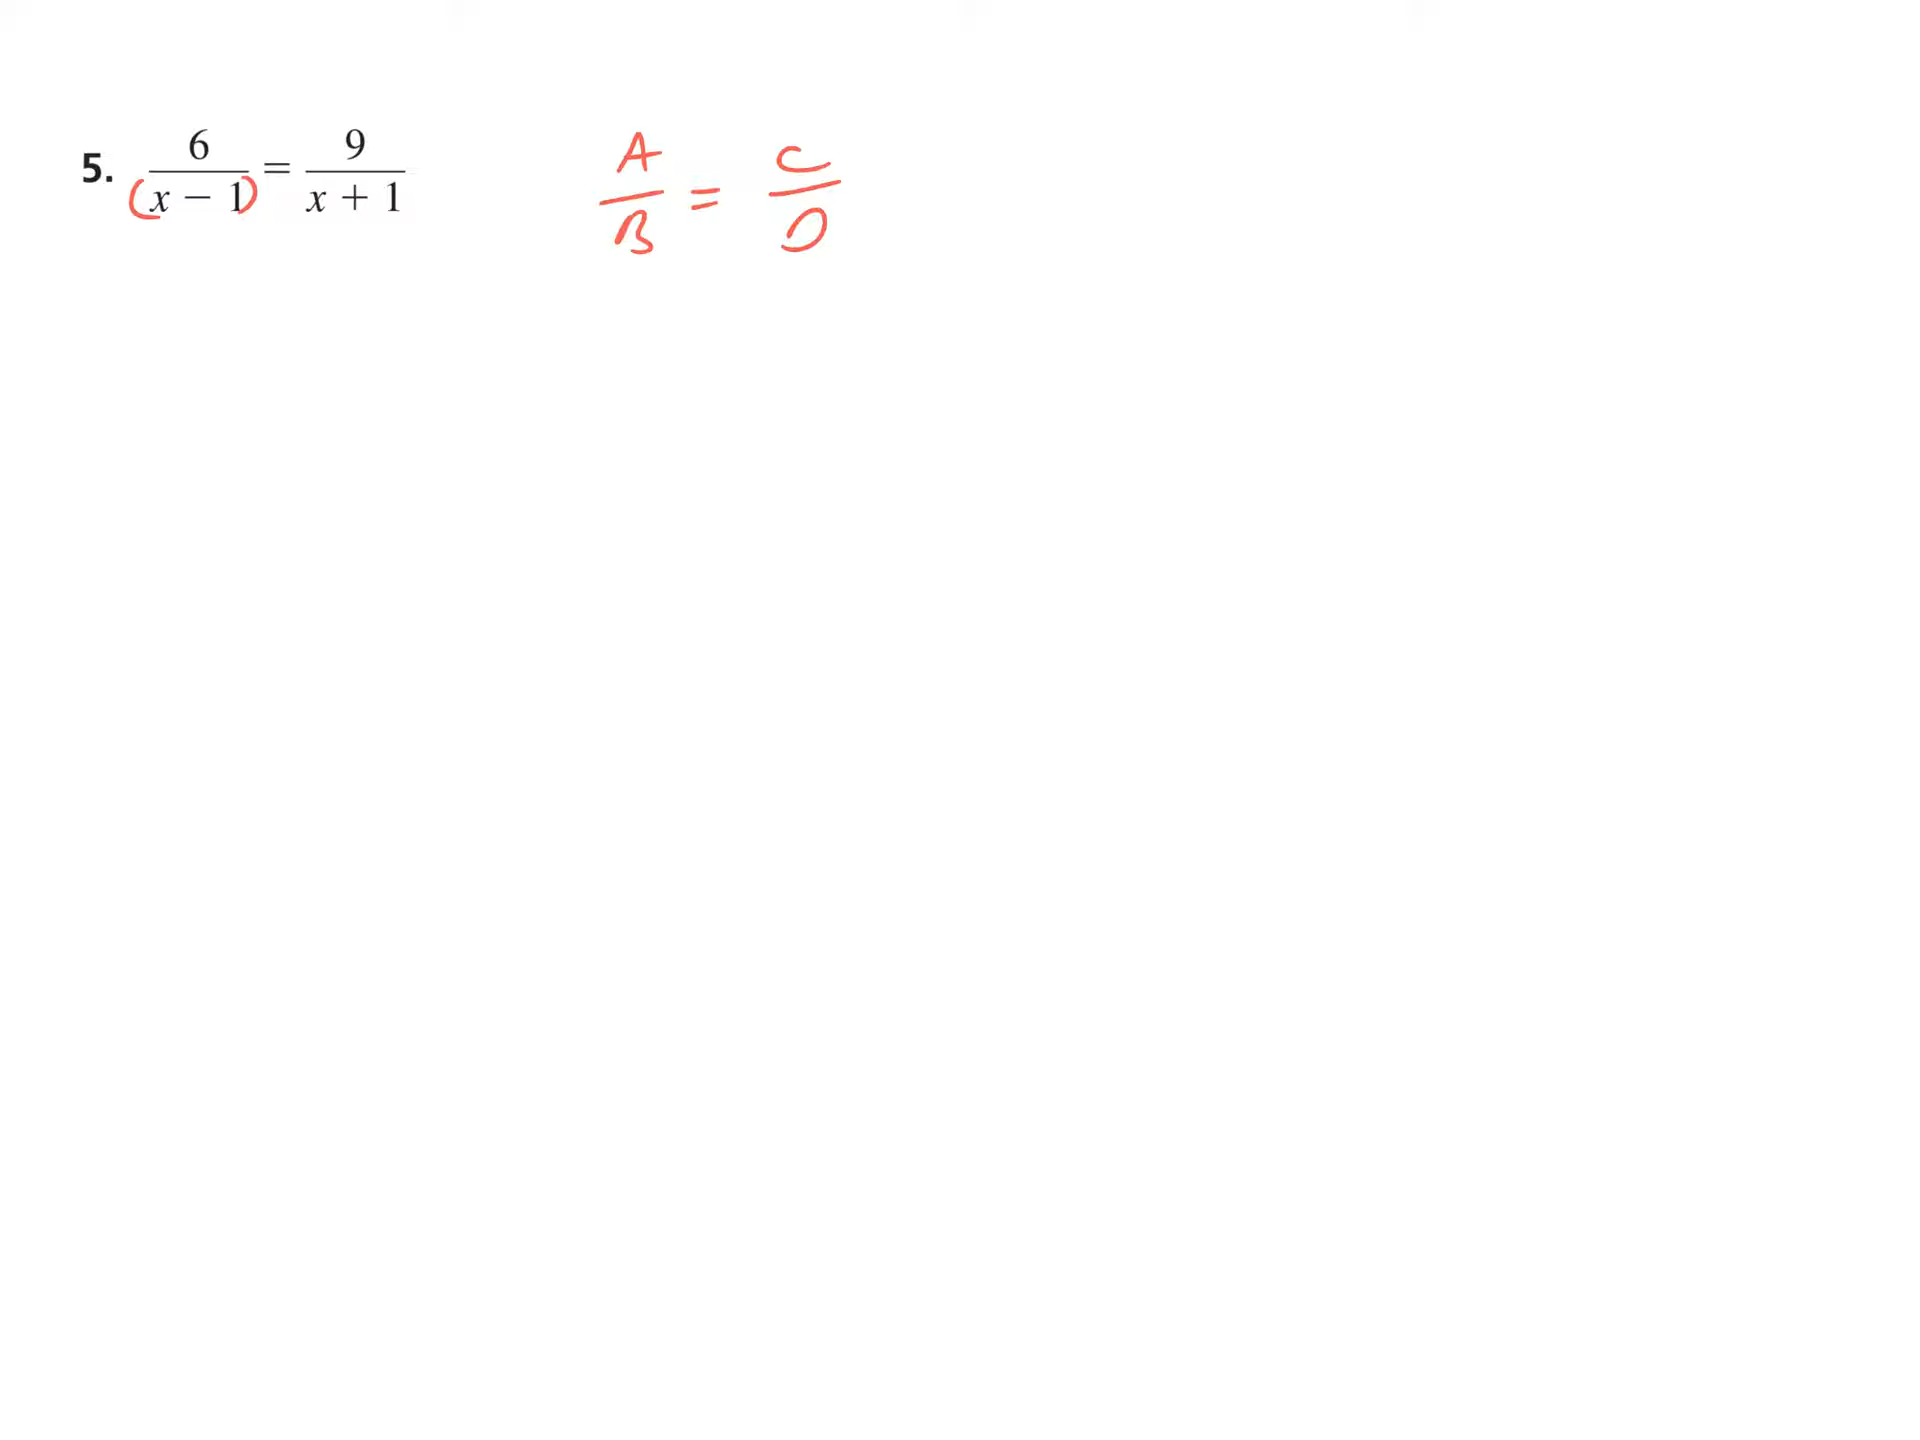 5. 6/(x − 1) = 9/x + 1
A/B = C/D